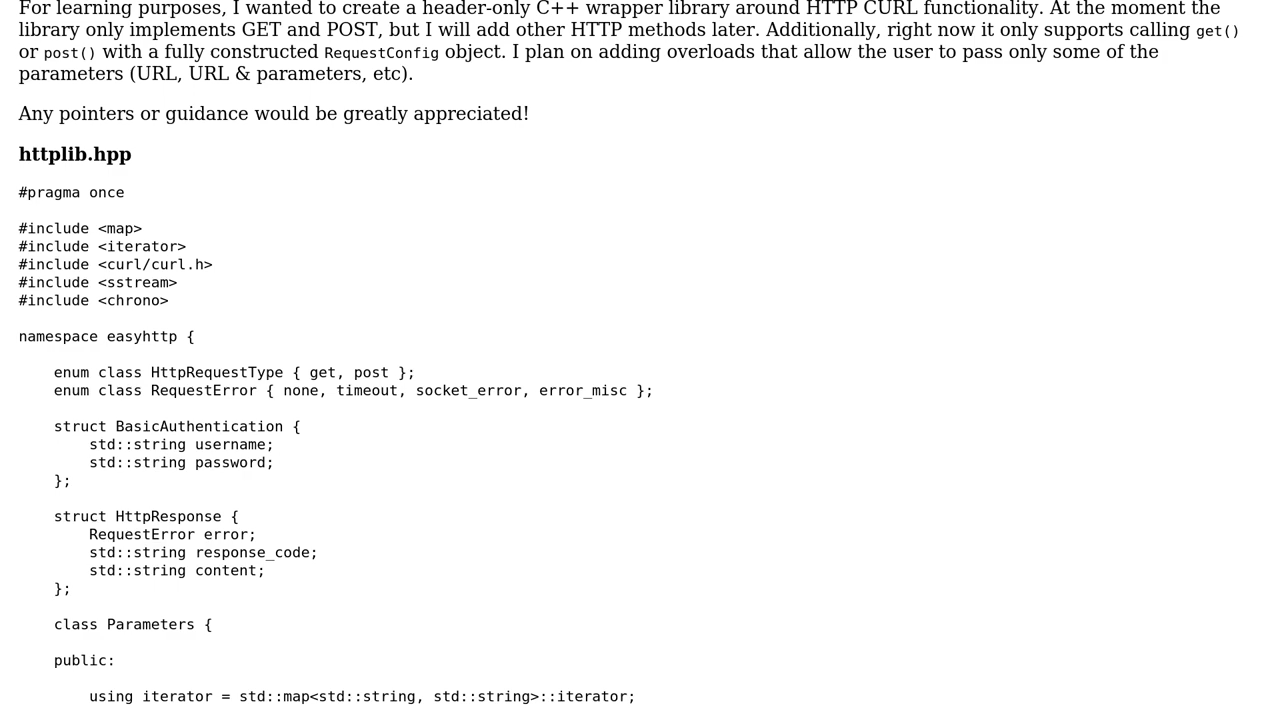 For learning purposes, I wanted to create a header-only C++ wrapper library around HTTP CURL functionality. At the moment the
library only implements GET and POST, but I will add other HTTP methods later. Additionally, right now it only supports calling get()
or post() with a fully constructed RequestConfig object. I plan on adding overloads that allow the user to pass only some of the
parameters (URL, URL & parameters, etc).
Any pointers or guidance would be greatly appreciated!
httplib.hpp
#pragma once
#include <map>
#include <iterator>
#include <curl/curl.h>
#include <sstream>
#include <chrono>
namespace easyhttp {
    enum class HttpRequestType { get, post };
    enum class RequestError { none, timeout, socket_error, error_misc };
    struct BasicAuthentication {
        std::string username;
        std::string password;
    };
    struct HttpResponse {
        RequestError error;
        std::string response_code;
        std::string content;
    };
    class Parameters {
    public:
        using iterator = std::map<std::string, std::string>::iterator;